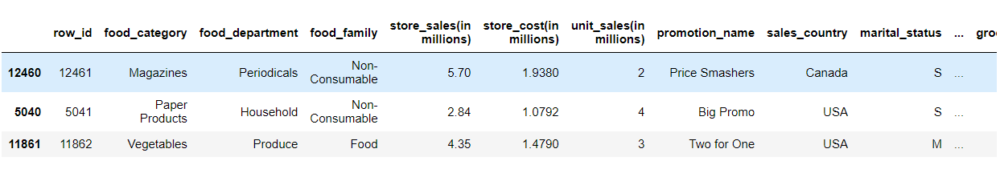 row_id food_category food_department food_family store_sales(in millions) store_cost(in millions) unit_sales(in millions) promotion_name sales_country marital_status ... groc
12460 12461 Magazines Periodicals Non-Consumable 5.70 1.9380 2 Price Smashers Canada S ...
5040 5041 Paper Products Household Non-Consumable 2.84 1.0792 4 Big Promo USA S ...
11861 11862 Vegetables Produce Food 4.35 1.4790 3 Two for One USA M ...